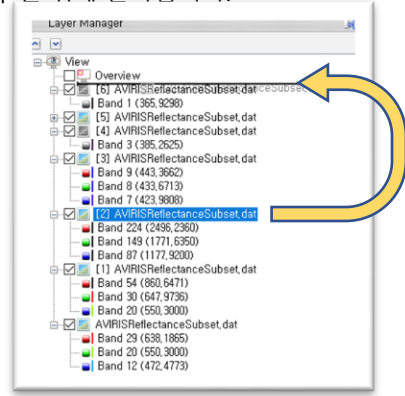 Layer Manager
View
Overview
[6] AVIRISReflectanceSubset,dat
Band 1 (365,9298)
[5] AVIRISReflectanceSubset,dat
[4] AVIRISReflectanceSubset,dat
Band 3 (385,2625)
[3] AVIRISReflectanceSubset,dat
Band 9 (443,3662)
Band 8 (433,6713)
Band 7 (423,9808)
[2] AVIRISReflectanceSubset,dat
Band 224 (2496,2360)
Band 149 (1771,6350)
Band 87 (1177,9200)
[1] AVIRISReflectanceSubset,dat
Band 54 (860,6471)
Band 30 (647,9736)
Band 20 (550,3000)
AVIRISReflectanceSubset,dat
Band 29 (638,1865)
Band 20 (550,3000)
Band 12 (472,4773)